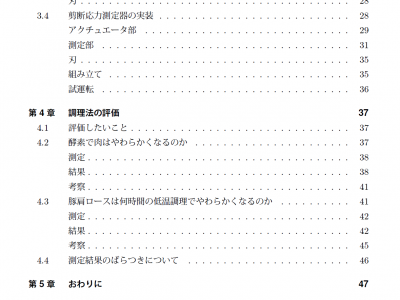 刃 . . . . . . . . . . . . . . . . . . . . . . . . . . . . . . . . 28
3.4 剪断応力測定器の実装 . . . . . . . . . . . . . . . . . . . . 28
アクチュエータ部 . . . . . . . . . . . . . . . . . . . . . . . . 29
測定部 . . . . . . . . . . . . . . . . . . . . . . . . . . . . . 31
刃 . . . . . . . . . . . . . . . . . . . . . . . . . . . . . . . . 35
組み立て . . . . . . . . . . . . . . . . . . . . . . . . . . . . 35
試運転 . . . . . . . . . . . . . . . . . . . . . . . . . . . . . 36
第 4 章 調理法の評価 37
4.1 評価したいこと . . . . . . . . . . . . . . . . . . . . . . . . 37
4.2 酵素で肉はやわらかくなるのか . . . . . . . . . . . . . . . . 37
測定 . . . . . . . . . . . . . . . . . . . . . . . . . . . . . . 38
結果 . . . . . . . . . . . . . . . . . . . . . . . . . . . . . . 38
考察 . . . . . . . . . . . . . . . . . . . . . . . . . . . . . . 41
4.3 豚肩ロースは何時間の低温調理でやわらかくなるのか . . . . . 41
測定 . . . . . . . . . . . . . . . . . . . . . . . . . . . . . . 42
結果 . . . . . . . . . . . . . . . . . . . . . . . . . . . . . . 42
考察 . . . . . . . . . . . . . . . . . . . . . . . . . . . . . . 45
4.4 測定結果のばらつきについて . . . . . . . . . . . . . . . . . 46
第 5 章 おわりに 47